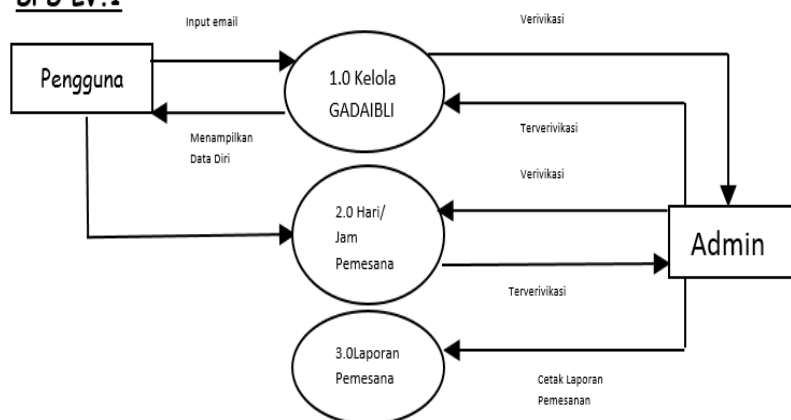 DFD LV.1
Input email
Verivikasi
Pengguna
1.0 Kelola
GADAIBLI
Menampilkan
Data Diri
Terverivikasi
Verivikasi
2.0 Hari/
Jam
Pemesana
Admin
Terverivikasi
3.0Laporan
Pemesana
Cetak Laporan
Pemesanan